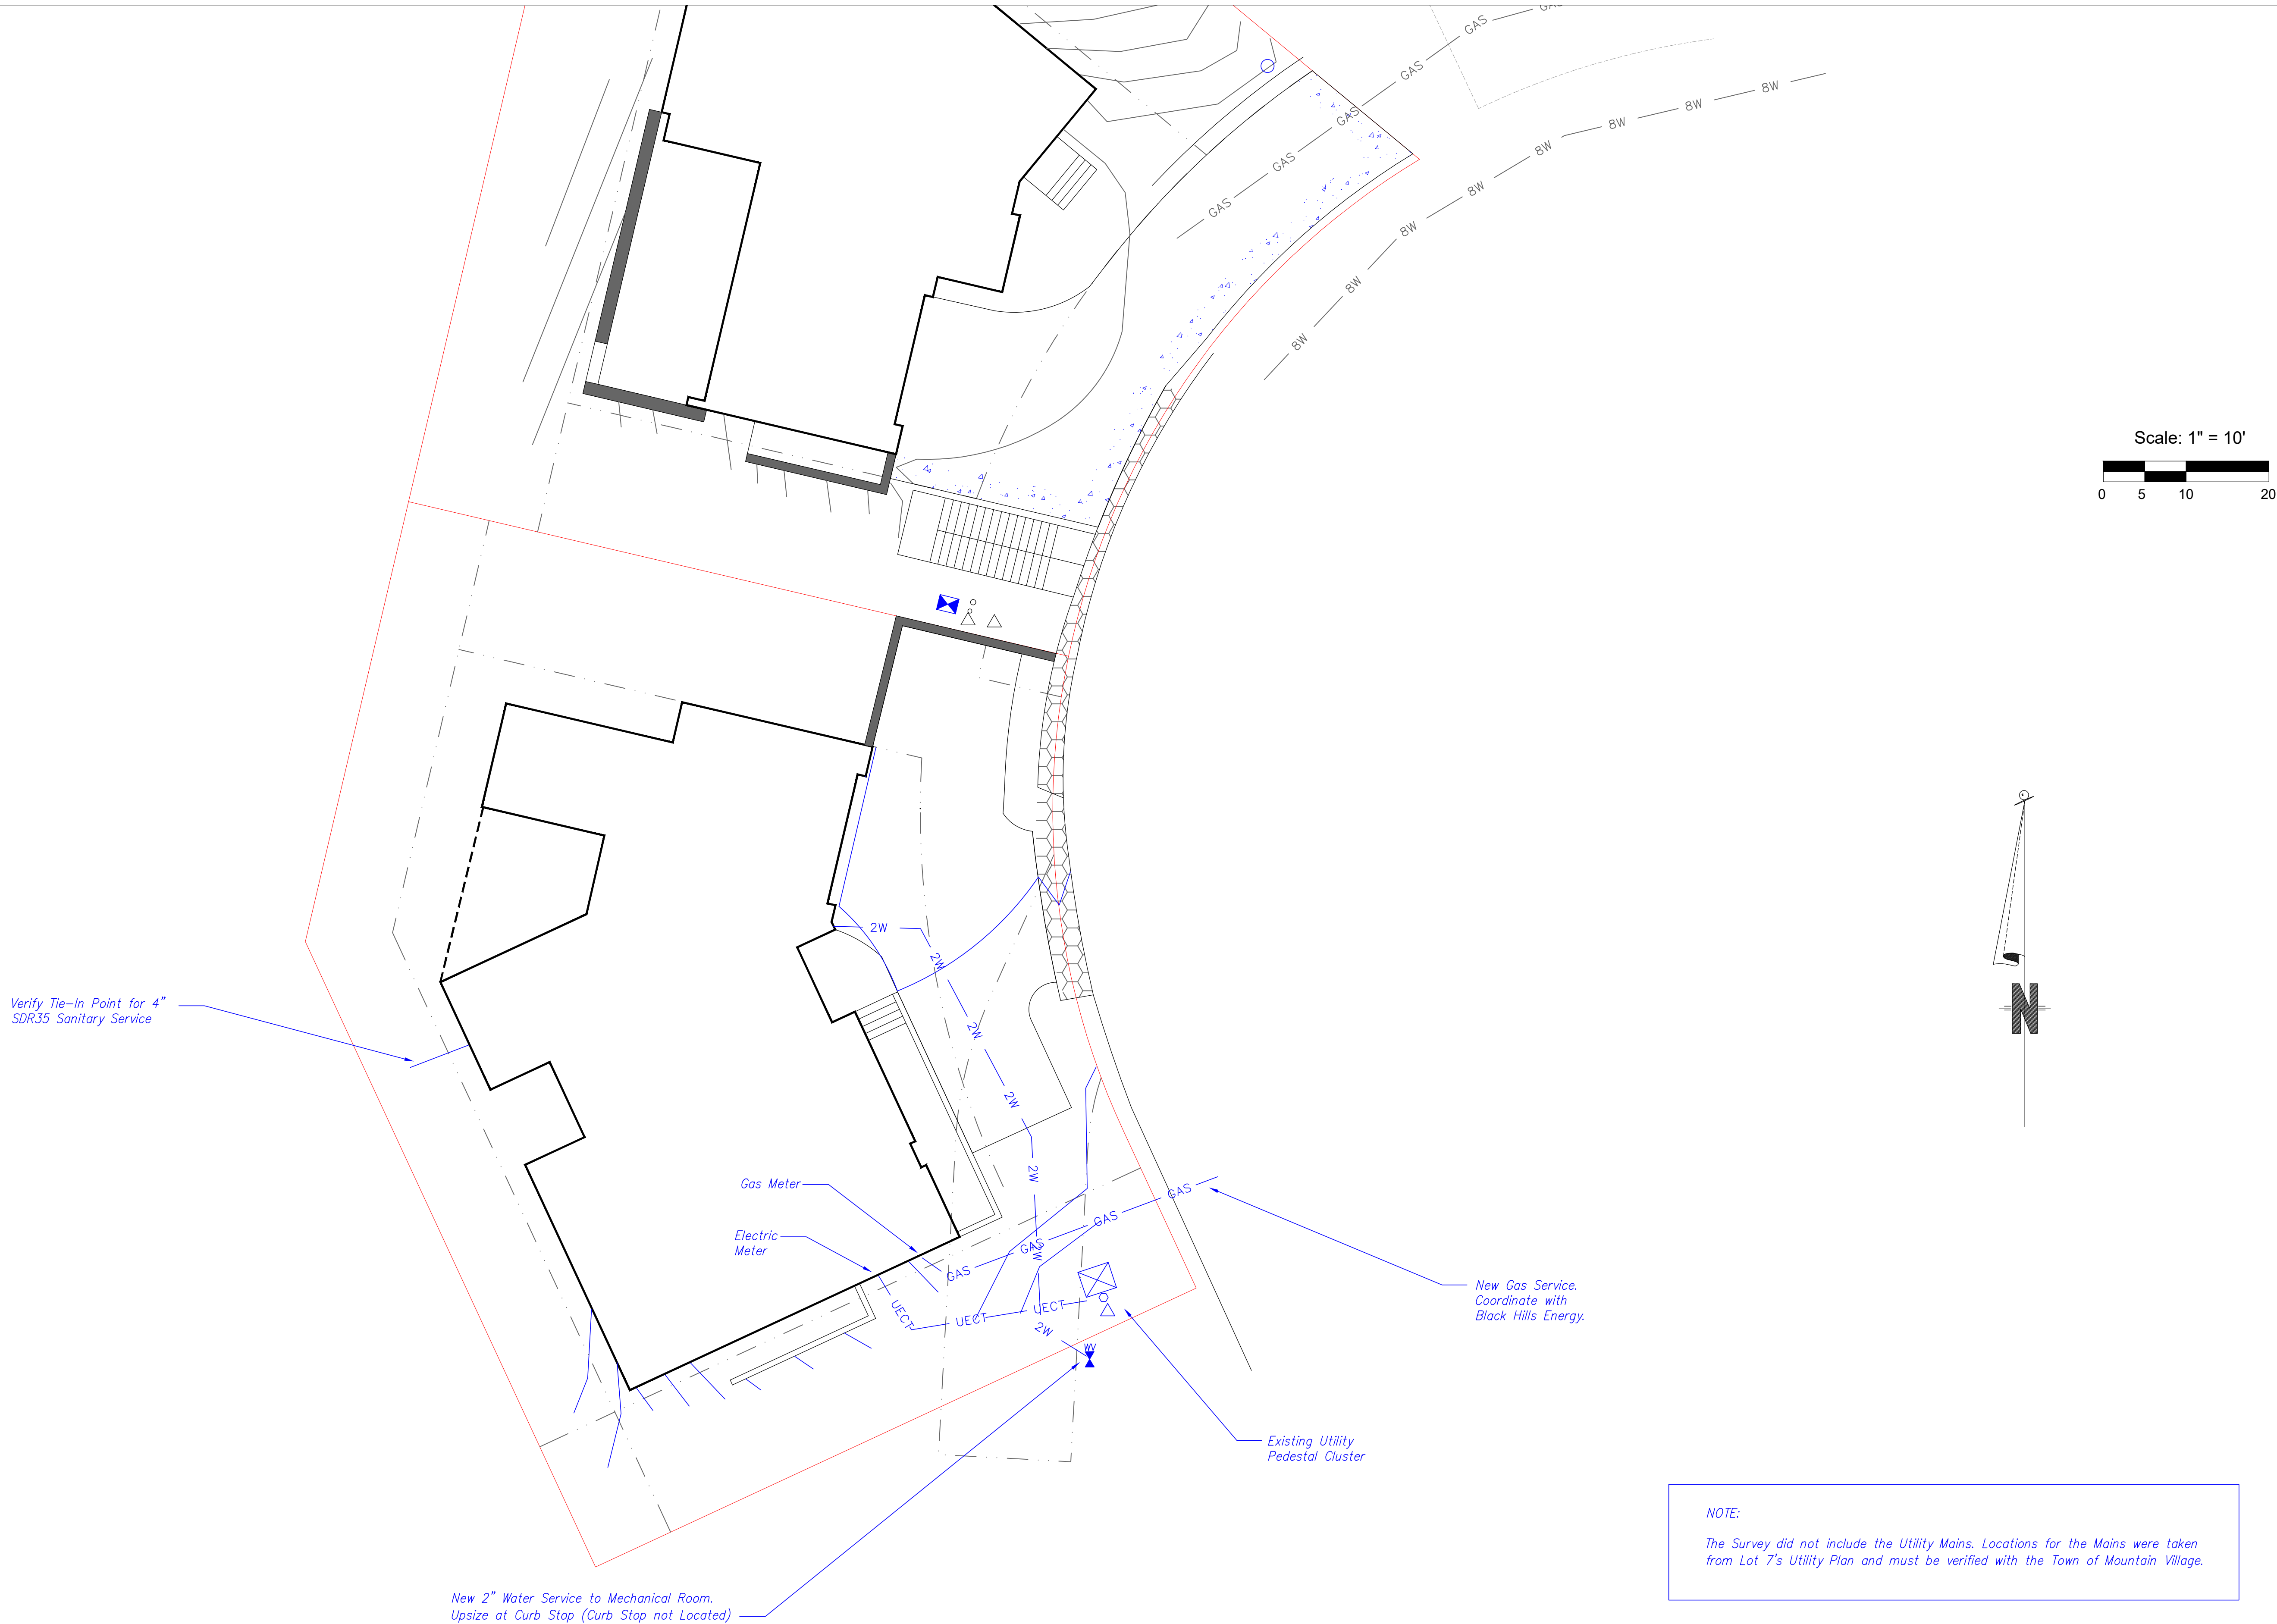 GAS
GAS
GAS
GAS
GAS
GAS
8W
8W
8W
8W
8W
8W
8W
8W
8W
Scale: 1" = 10'
0 5 10 20
2W
2W
2W
2W
2W
2W
2W
Verify Tie-In Point for 4"
SDR35 Sanitary Service
N
Gas Meter
Electric
Meter
GAS
GAS
GAS
GAS
UECT
UECT
UECT
WV
New Gas Service.
Coordinate with
Black Hills Energy.
Existing Utility
Pedestal Cluster
NOTE:
The Survey did not include the Utility Mains. Locations for the Mains were taken
from Lot 7's Utility Plan and must be verified with the Town of Mountain Village.
New 2" Water Service to Mechanical Room.
Upsize at Curb Stop (Curb Stop not Located)